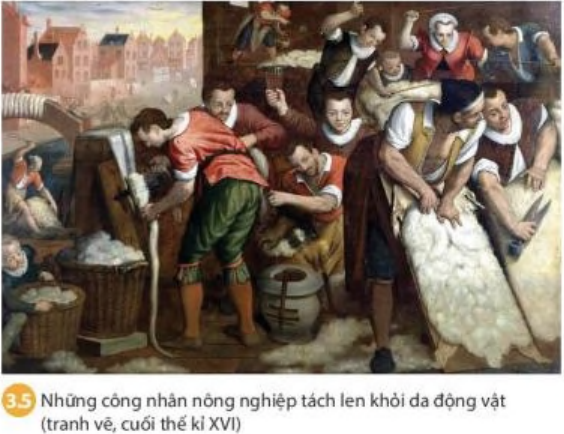 3.5 Những công nhân nông nghiệp tách len khỏi da động vật
(tranh vẽ, cuối thế kỉ XVI)